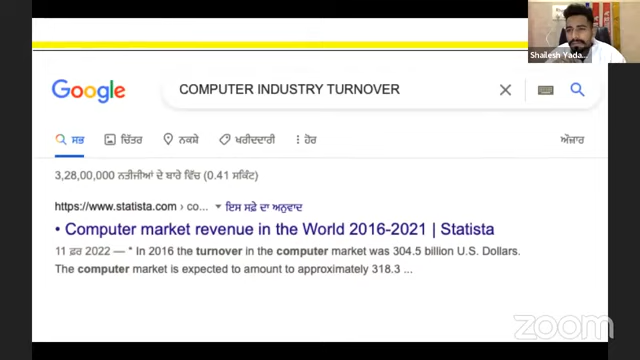 Shailesh Yada...
Google
COMPUTER INDUSTRY TURNOVER
ਸਭ
ਚਿੱਤਰ
ਨਕਸ਼ੇ
ਖਰੀਦਦਾਰੀ
ਹੋਰ
ਔਜ਼ਾਰ
3,28,00,000 ਨਤੀਜੀਆਂ ਦੇ ਬਾਰੇ ਵਿੱਚ (0.41 ਸਕਿੰਟ)
https://www.statista.com › co... ਇਸ ਸਫ਼ੇ ਦਾ ਅਨੁਵਾਦ
• Computer market revenue in the World 2016-2021 | Statista
11 ਫ਼ਰ 2022 — * In 2016 the turnover in the computer market was 304.5 billion U.S. Dollars.
The computer market is expected to amount to approximately 318.3 ...
zoom